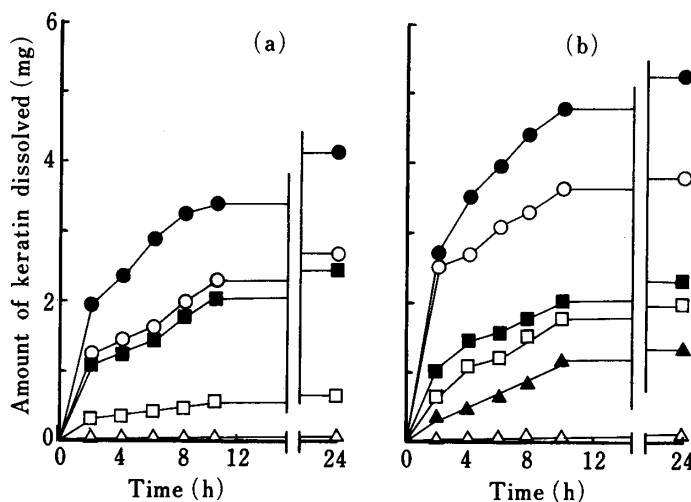 Amount of keratin dissolved (mg)
6
4
2
0
(a)
0 4 8 12 24
Time (h)
(b)
0 4 8 12 24
Time (h)